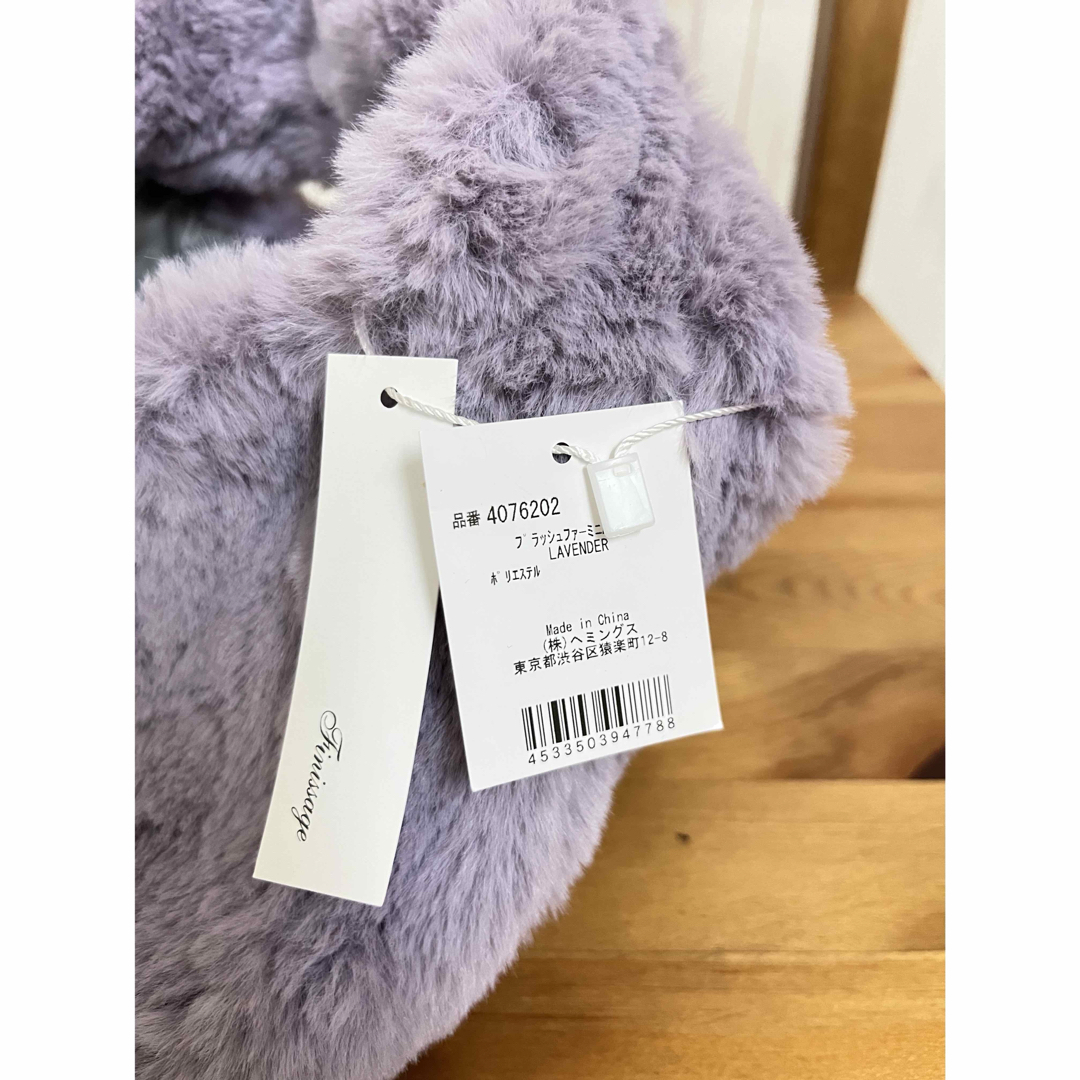 品番 4076202
ブラッシュファーミニ
LAVENDER
ポリエステル
Made in China
(株)ヘミングス
東京都渋谷区猿楽町12-8
4533503947788
Finissage